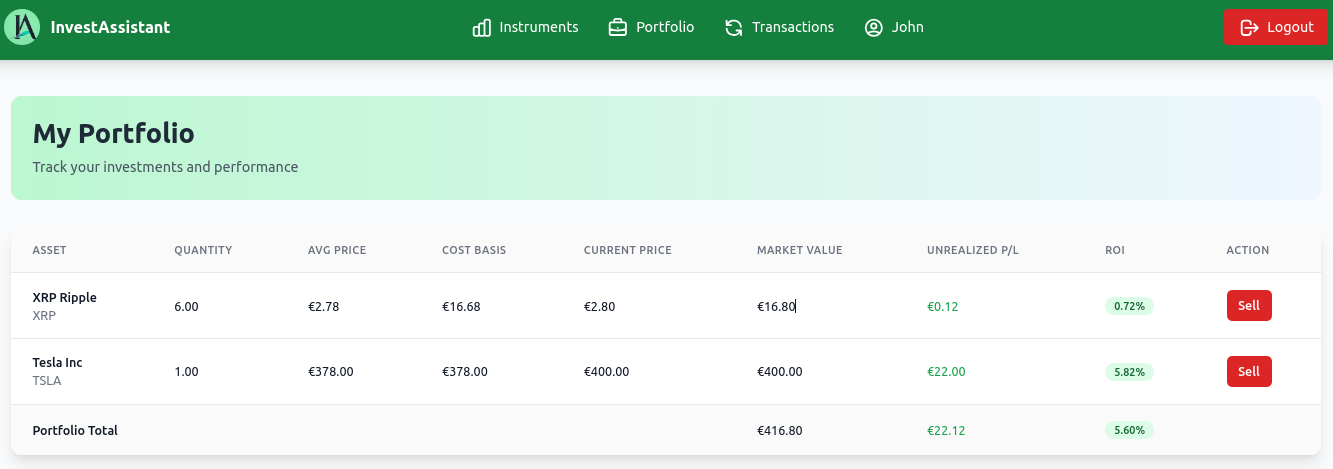 InvestAssistant Instruments Portfolio Transactions John Logout
My Portfolio
Track your investments and performance
ASSET QUANTITY AVG PRICE COST BASIS CURRENT PRICE MARKET VALUE UNREALIZED P/L ROI ACTION
XRP Ripple
XRP
6.00 €2.78 €16.68 €2.80 €16.80 €0.12 0.72% Sell
Tesla Inc
TSLA
1.00 €378.00 €378.00 €400.00 €400.00 €22.00 5.82% Sell
Portfolio Total €416.80 €22.12 5.60%